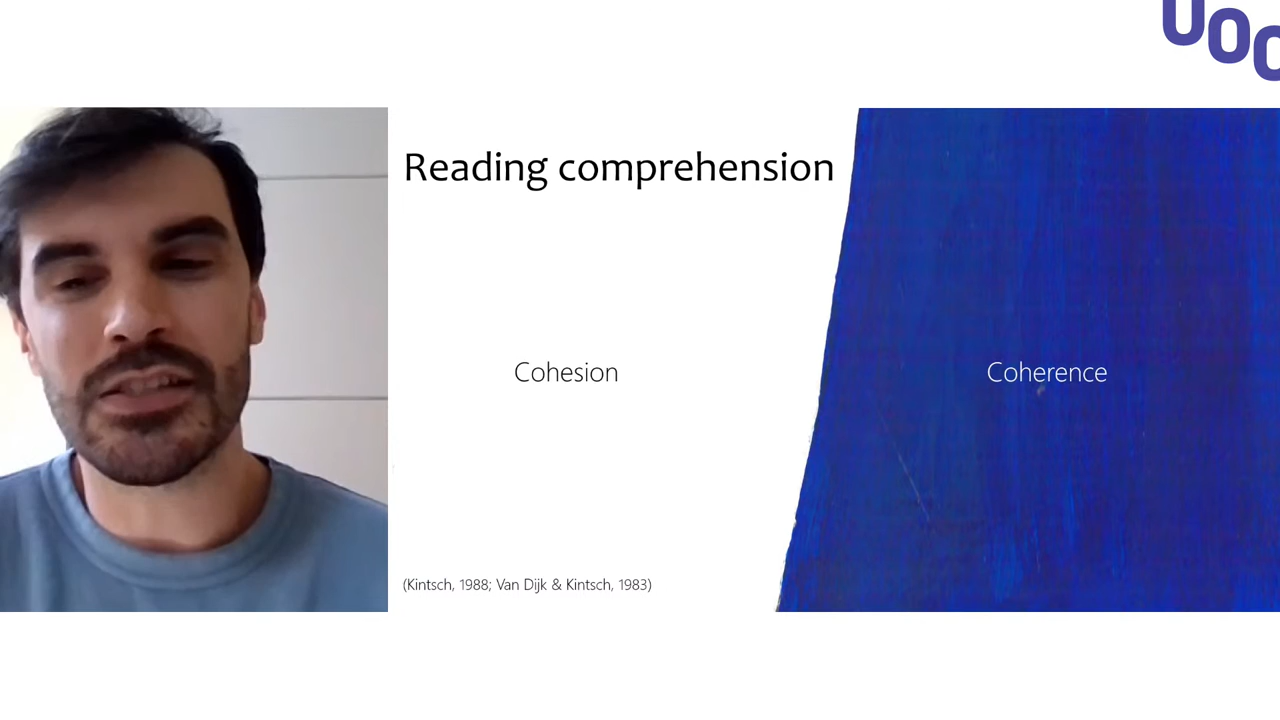 UOC
Reading comprehension
Cohesion
Coherence
(Kintsch, 1988; Van Dijk & Kintsch, 1983)